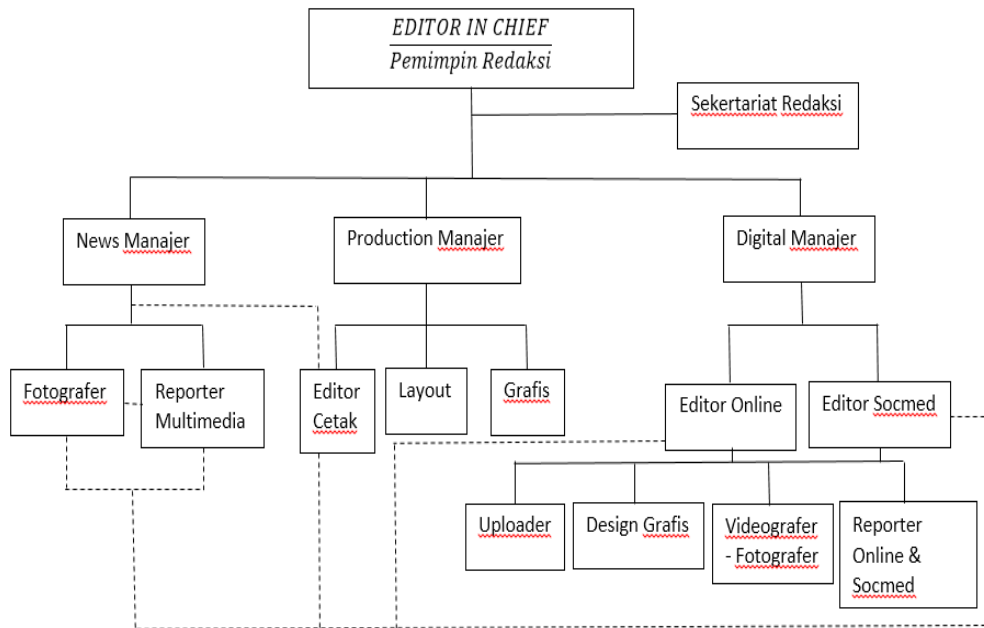 EDITOR IN CHIEF
Pemimpin Redaksi
Sekertariat Redaksi
News Manajer
Production Manajer
Digital Manajer
Fotografer
Reporter
Multimedia
Editor
Cetak
Layout
Grafis
Editor Online
Editor Socmed
Uploader
Design Grafis
Videografer
- Fotografer
Reporter
Online &
Socmed